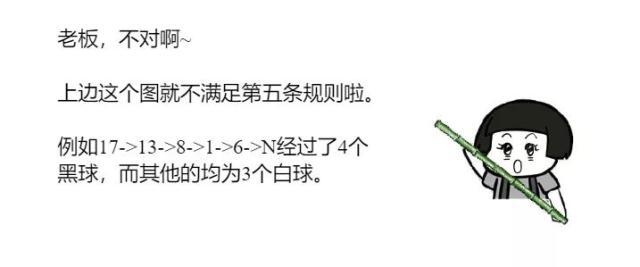 老板，不对啊~
上边这个图就不满足第五条规则啦。
例如17->13->8->1->6->N经过了4个
黑球，而其他的均为3个白球。